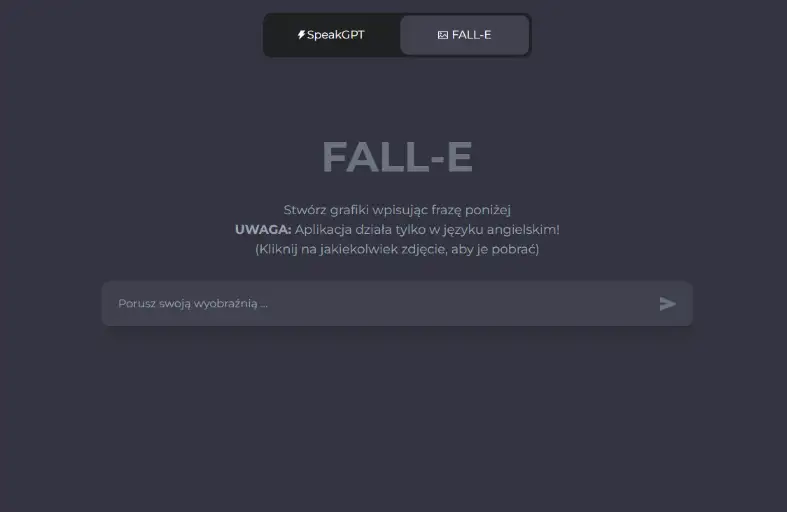 SpeakGPT
FALL-E
FALL-E
Stwórz grafiki wpisując frazę poniżej
UWAGA: Aplikacja działa tylko w języku angielskim!
(Kliknij na jakiekolwiek zdjęcie, aby je pobrać)
Porusz swoją wyobraźnią ...